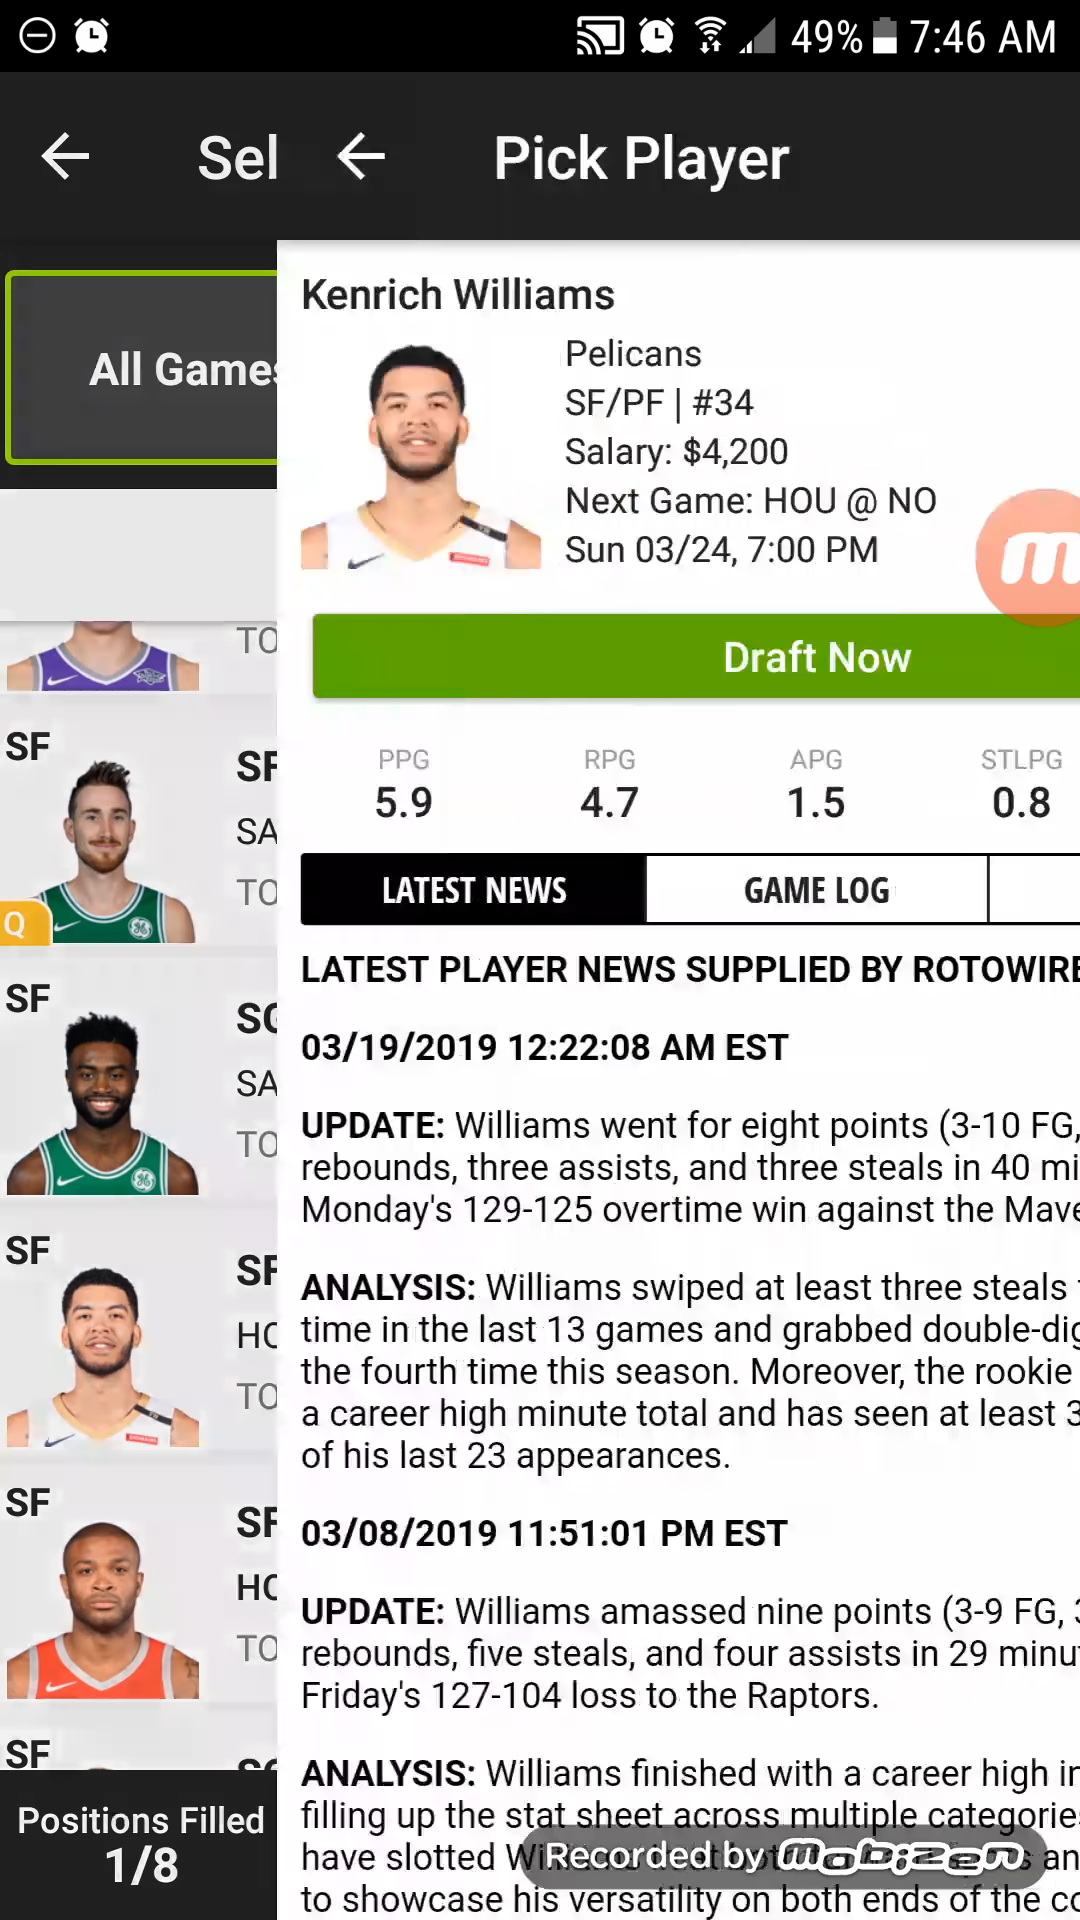 49% 7:46 AM
Sel
Pick Player
All Games
Kenrich Williams
Pelicans
SF/PF | #34
Salary: $4,200
Next Game: HOU @ NO
Sun 03/24, 7:00 PM
Draft Now
PPG RPG APG STLPG
5.9 4.7 1.5 0.8
LATEST NEWS GAME LOG
LATEST PLAYER NEWS SUPPLIED BY ROTOWIRE
03/19/2019 12:22:08 AM EST
UPDATE: Williams went for eight points (3-10 FG,
rebounds, three assists, and three steals in 40 mi
Monday's 129-125 overtime win against the Mave
ANALYSIS: Williams swiped at least three steals
time in the last 13 games and grabbed double-dig
the fourth time this season. Moreover, the rookie
a career high minute total and has seen at least 3
of his last 23 appearances.
03/08/2019 11:51:01 PM EST
UPDATE: Williams amassed nine points (3-9 FG,
rebounds, five steals, and four assists in 29 minu
Friday's 127-104 loss to the Raptors.
ANALYSIS: Williams finished with a career high in
filling up the stat sheet across multiple categorie
have slotted
to showcase his versatility on both ends of the co
TO
SF
SF
SA
TO
Q
SF
SG
SA
TO
SF
SF
HO
TO
SF
SF
HO
TO
SF
SG
Positions Filled
1/8
Recorded by mobizen